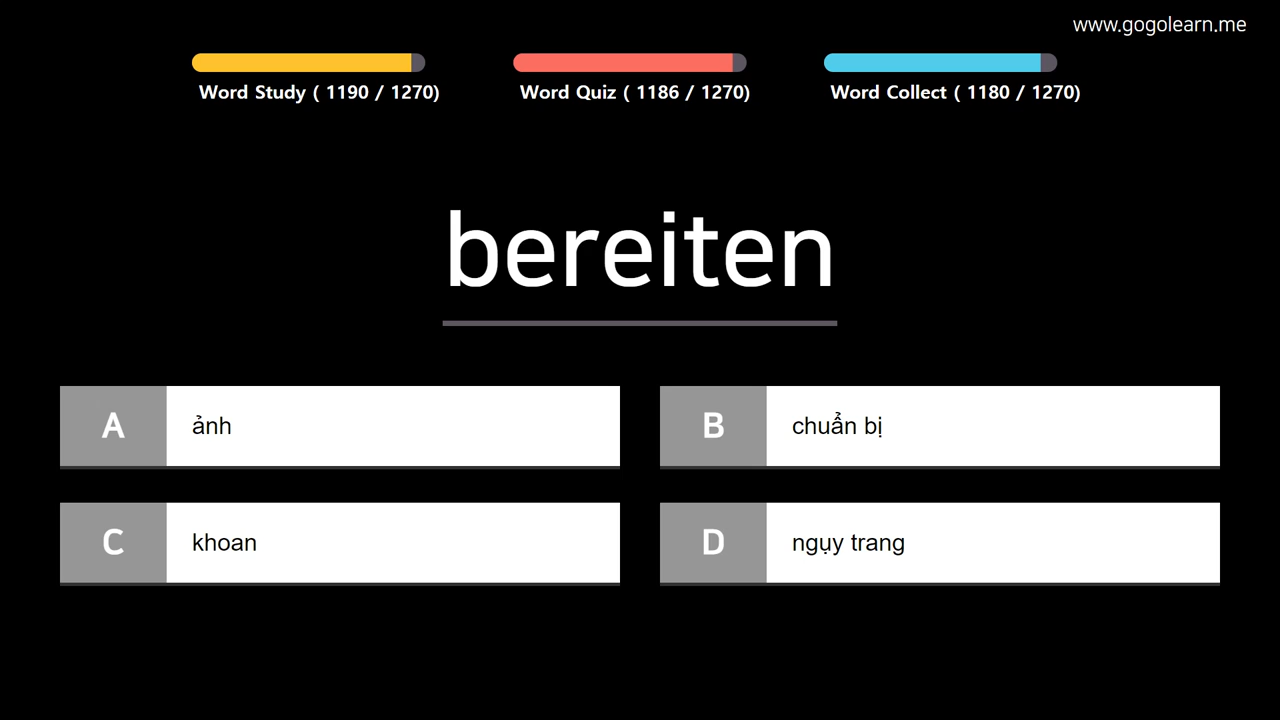 www.gogolearn.me
Word Study ( 1190 / 1270)
Word Quiz ( 1186 / 1270)
Word Collect ( 1180 / 1270)
bereiten
A ảnh
B chuẩn bị
C khoan
D ngụy trang